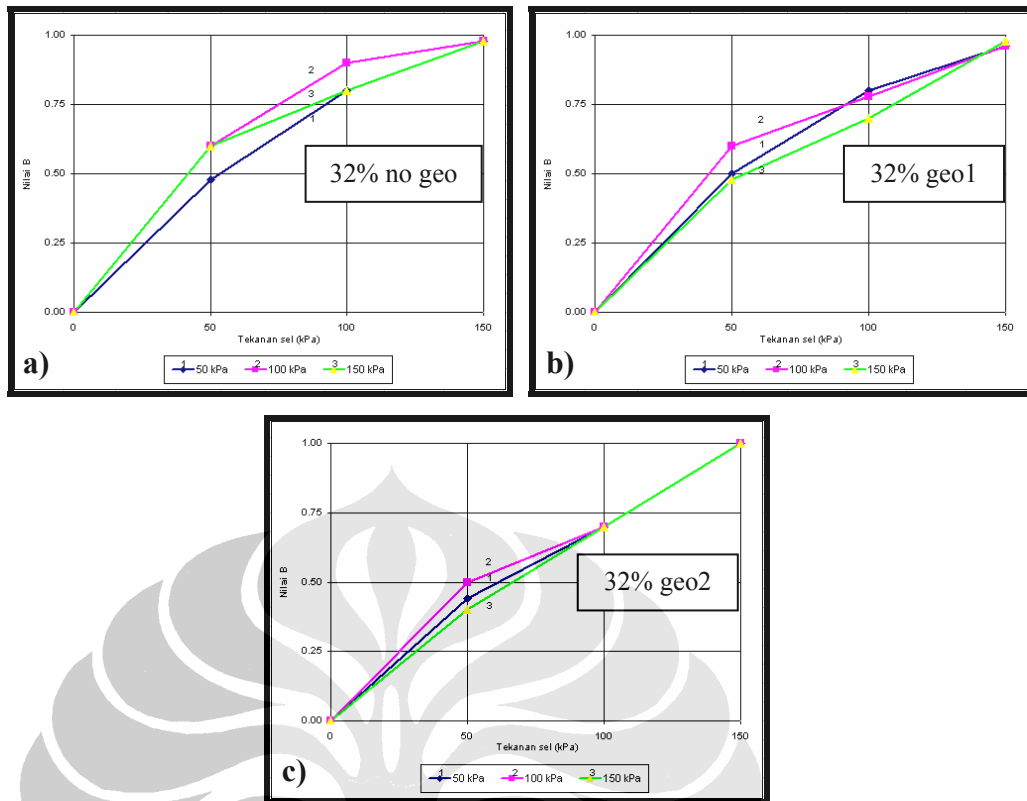 1.00
0.75
0.50
0.25
0.00
Nilai B
2
3
1
32% no geo
0 50 100 150
Tekanan sel (kPa)
a)
1 50 kPa 2 100 kPa 3 150 kPa
1.00
0.75
0.50
0.25
0.00
Nilai B
2
1
3
32% geo1
0 50 100 150
Tekanan sel (kPa)
b)
1 50 kPa 2 100 kPa 3 150 kPa
1.00
0.75
0.50
0.25
0.00
Nilai B
2
1
3
32% geo2
0 50 100 150
Tekanan sel (kPa)
c)
1 50 kPa 2 100 kPa 3 150 kPa